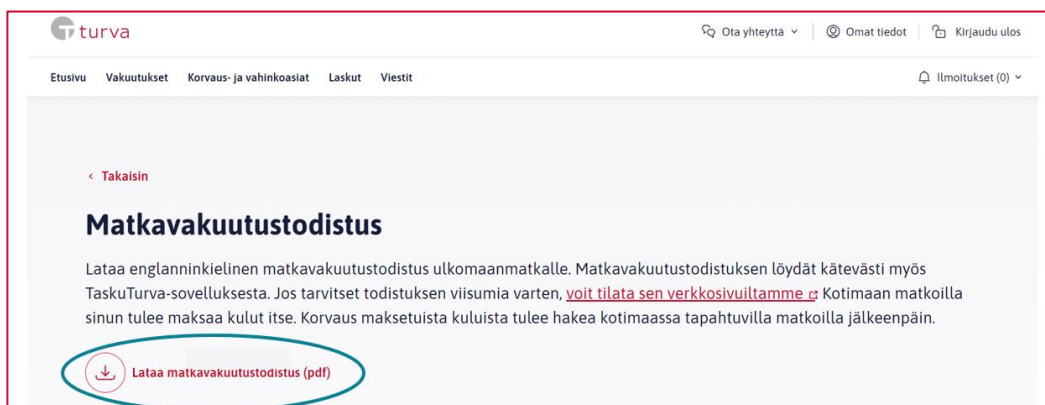 turva
Ota yhteyttä
Omat tiedot
Kirjaudu ulos
Etusivu Vakuutukset Korvaus- ja vahinkoasiat Laskut Viestit
Ilmoitukset (0)
< Takaisin
Matkavakuutustodistus
Lataa englanninkielinen matkavakuutustodistus ulkomaanmatkalle. Matkavakuutustodistuksen löydät kätevästi myös
TaskuTurva-sovelluksesta. Jos tarvitset todistuksen viisumia varten, voit tilata sen verkkosivuiltamme Kotimaan matkoilla
sinun tulee maksaa kulut itse. Korvaus maksetuista kuluista tulee hakea kotimaassa tapahtuvilla matkoilla jälkeenpäin.
Lataa matkavakuutustodistus (pdf)